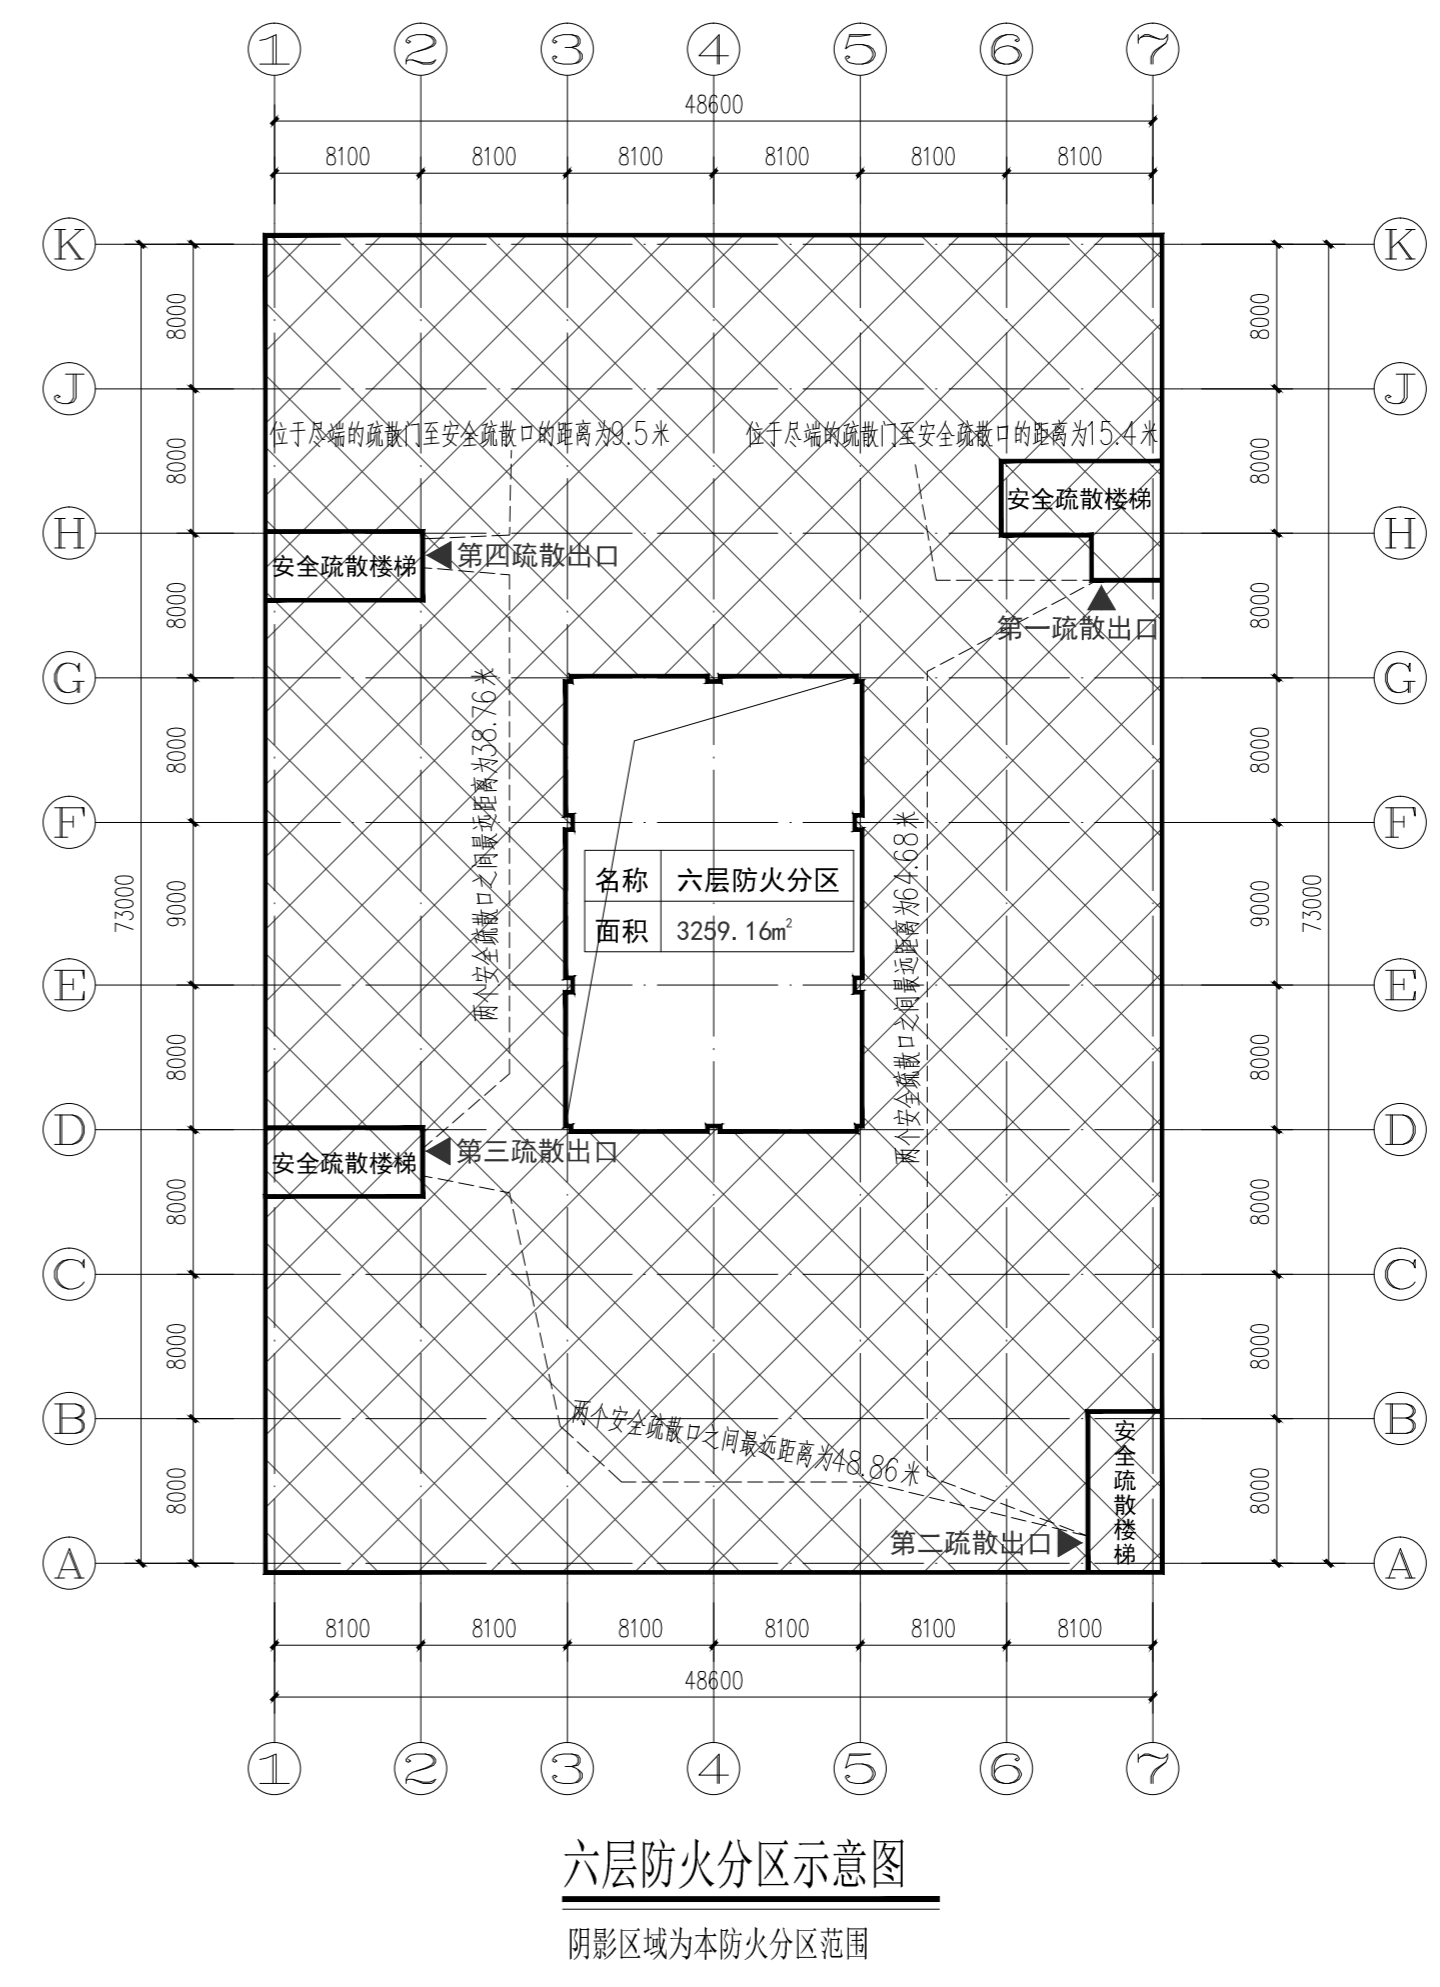 1 2 3 4 5 6 7
48600
8100 8100 8100 8100 8100 8100
K K
8000 8000
J J
位于尽端的疏散门至安全疏散口的距离为9.5米
位于尽端的疏散门至安全疏散口的距离为15.4米
8000 8000
安全疏散楼梯
H H
第四疏散出口
安全疏散楼梯
8000 8000
第一疏散出口
G G
两个安全疏散口之间最远距离为38.76米
8000 8000
F F
两个安全疏散口之间最远距离为64.68米
名称 六层防火分区
73000 9000 9000 73000
面积 3259.16m²
E E
8000 8000
D D
第三疏散出口
安全疏散楼梯
8000 8000
C C
8000 8000
B B
两个安全疏散口之间最远距离为48.86米
安全疏散楼梯
8000 8000
第二疏散出口
A A
8100 8100 8100 8100 8100 8100
48600
1 2 3 4 5 6 7
六层防火分区示意图
阴影区域为本防火分区范围